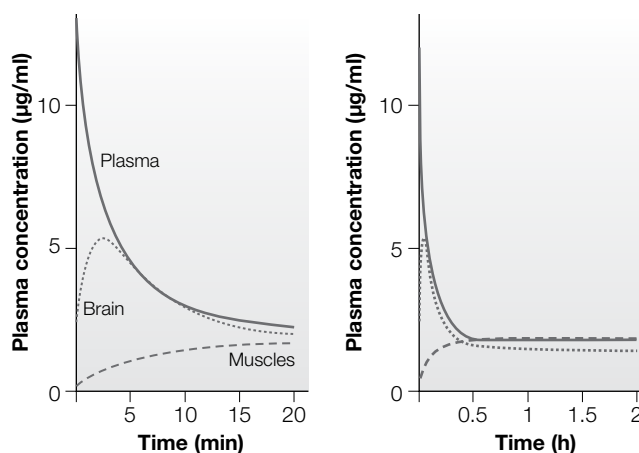 Plasma concentration (µg/ml)
10
5
0
Plasma
Brain
Muscles
5
10
15
20
Time (min)
Plasma concentration (µg/ml)
10
5
0
0.5
1
1.5
2
Time (h)